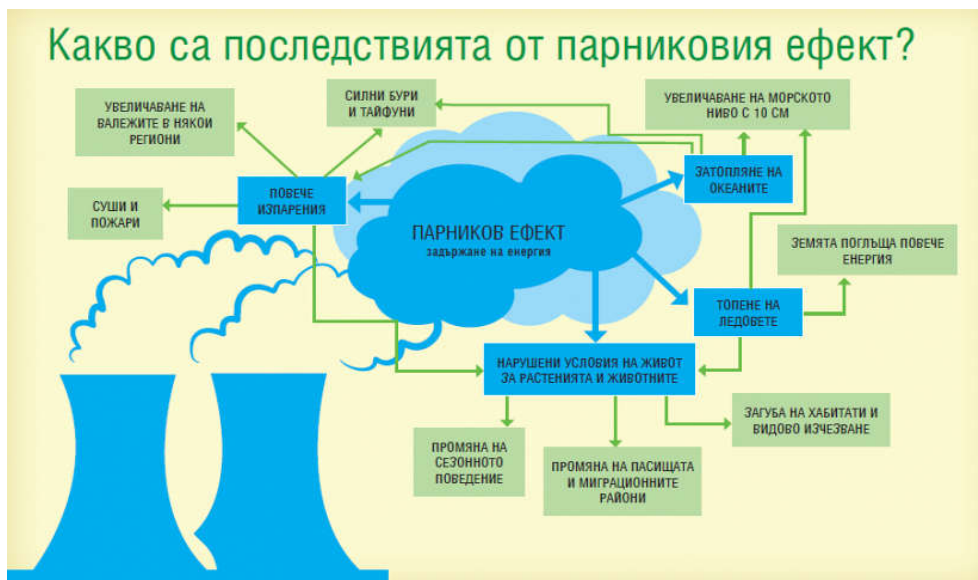 Какво са последствията от парниковия ефект?
УВЕЛИЧАВАНЕ НА
ВАЛЕЖИТЕ В НЯКОИ
РЕГИОНИ
СИЛНИ БУРИ
И ТАЙФУНИ
УВЕЛИЧАВАНЕ НА МОРСКОТО
НИВО С 10 СМ
ПОВЕЧЕ
ИЗПАРЕНИЯ
ЗАТОПЛЯНЕ НА
ОКЕАНИТЕ
СУШИ И
ПОЖАРИ
ПАРНИКОВ ЕФЕКТ
задържане на енергия
ЗЕМЯТА ПОГЛЪЩА ПОВЕЧЕ
ЕНЕРГИЯ
ТОПЕНЕ НА
ЛЕДОВЕТЕ
НАРУШЕНИ УСЛОВИЯ НА ЖИВОТ
ЗА РАСТЕНИЯТА И ЖИВОТНИТЕ
ЗАГУБА НА ХАБИТАТИ И
ВИДОВО ИЗЧЕЗВАНЕ
ПРОМЯНА НА
СЕЗОННОТО
ПОВЕДЕНИЕ
ПРОМЯНА НА ПАСИЩАТА
И МИГРАЦИОННИТЕ
РАЙОНИ